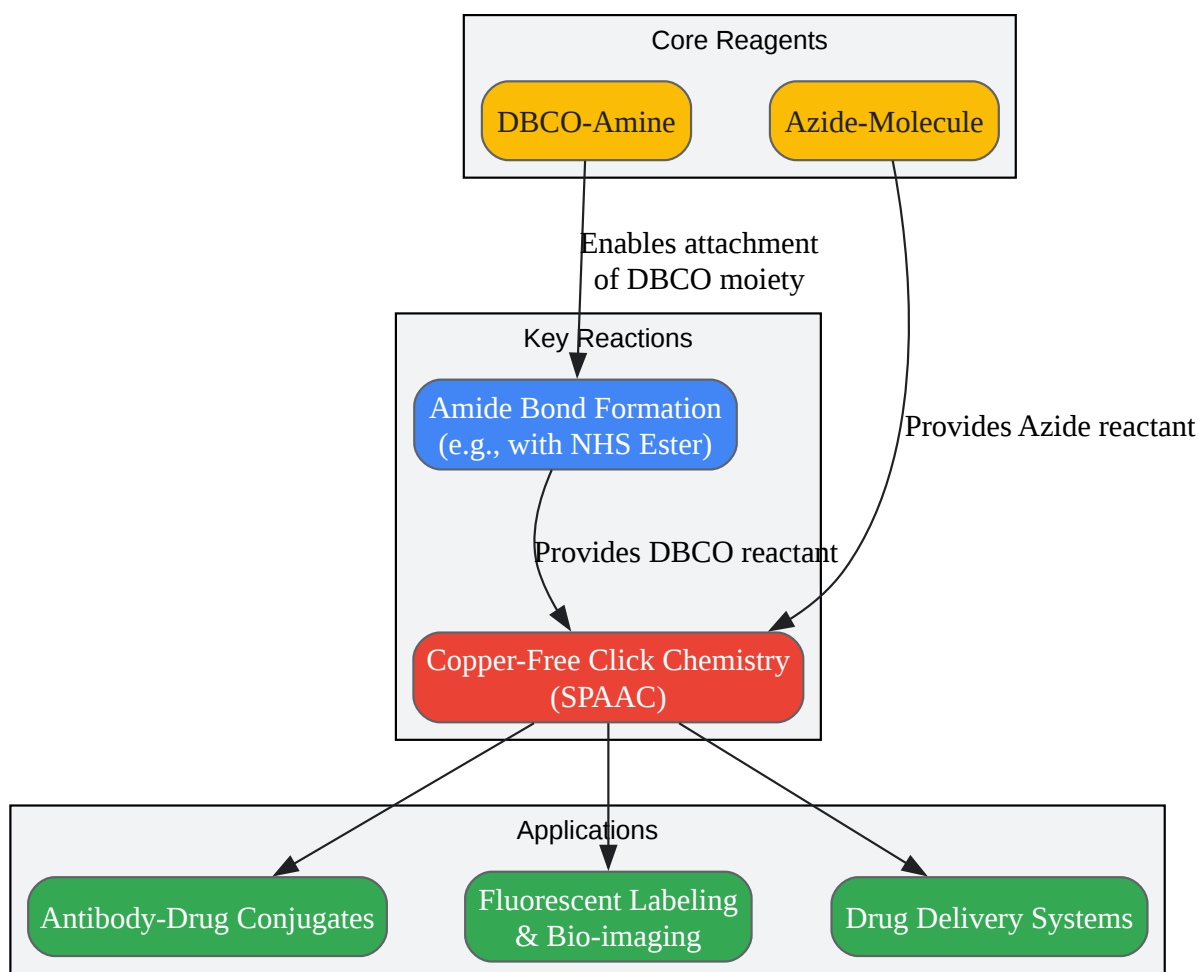 Core Reagents
DBCO-Amine
Azide-Molecule
Enables attachment
of DBCO moiety
Key Reactions
Amide Bond Formation
(e.g., with NHS Ester)
Provides Azide reactant
Provides DBCO reactant
Copper-Free Click Chemistry
(SPAAC)
Applications
Antibody-Drug Conjugates
Fluorescent Labeling
& Bio-imaging
Drug Delivery Systems